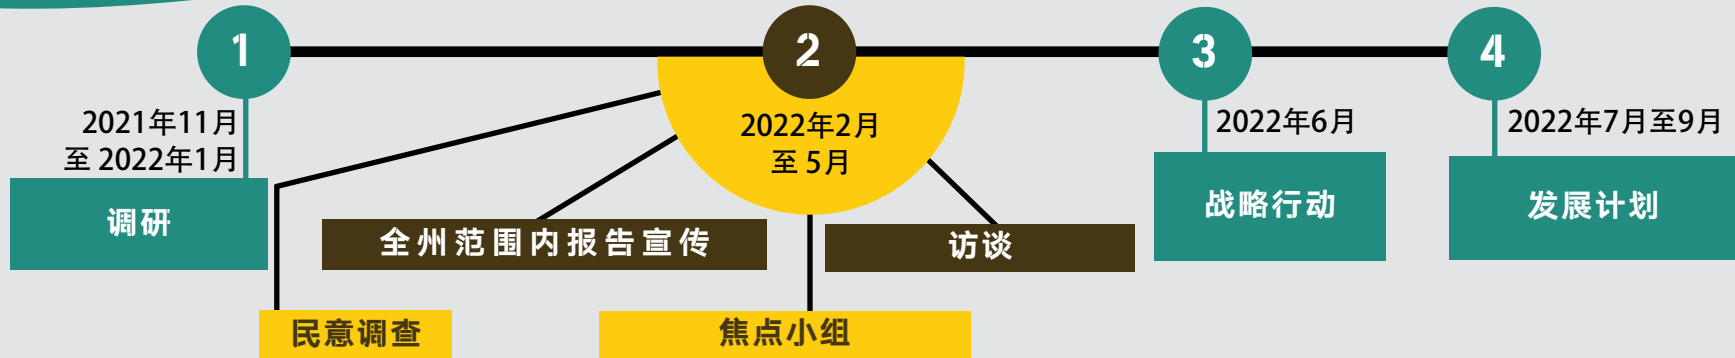 1
2
3
4
2021年11月
至 2022年1月
2022年2月
至 5月
2022年6月
2022年7月至9月
调研
全州范围内报告宣传
访谈
战略行动
发展计划
民意调查
焦点小组